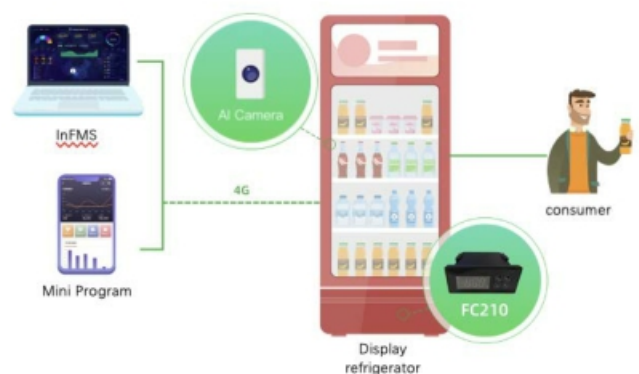 AI Camera
InFMS
4G
consumer
Mini Program
FC210
Display
refrigerator